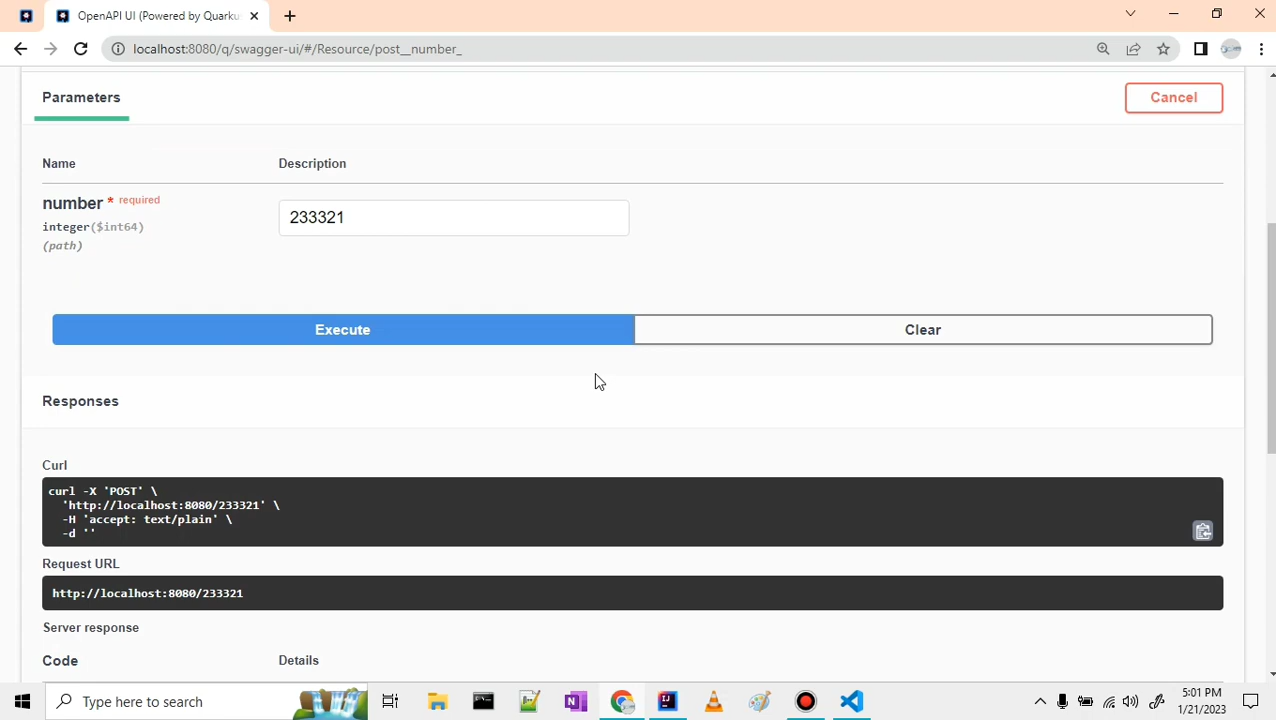 OpenAPI UI (Powered by Quarku
localhost:8080/q/swagger-ui/#/Resource/post__number_
Parameters
Cancel
Name Description
number * required
233321
integer($int64)
(path)
Execute Clear
Responses
Curl
curl -X 'POST' \
'http://localhost:8080/233321' \
-H 'accept: text/plain' \
-d ''
Request URL
http://localhost:8080/233321
Server response
Code Details
Type here to search
5:01 PM
1/21/2023